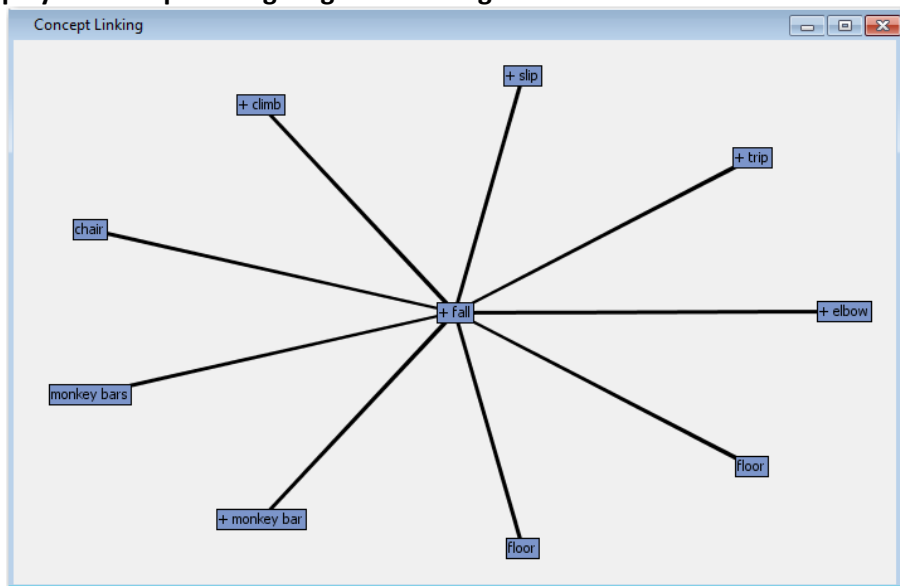 Concept Linking
+ slip
+ climb
+ trip
chair
+ fall
+ elbow
monkey bars
floor
+ monkey bar
floor